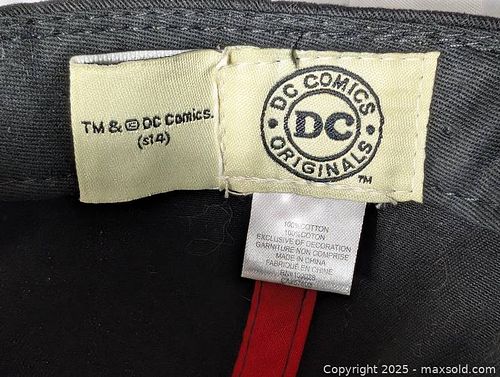 TM & © DC Comics.
(s14)
DC COMICS
DC
ORIGINALS
TM
100% COTTON
100% COTON
EXCLUSIVE OF DECORATION
GARNITURE NON COMPRISE
MADE IN CHINA
FABRIQUE EN CHINE
Copyright © 2025 - maxsold.com